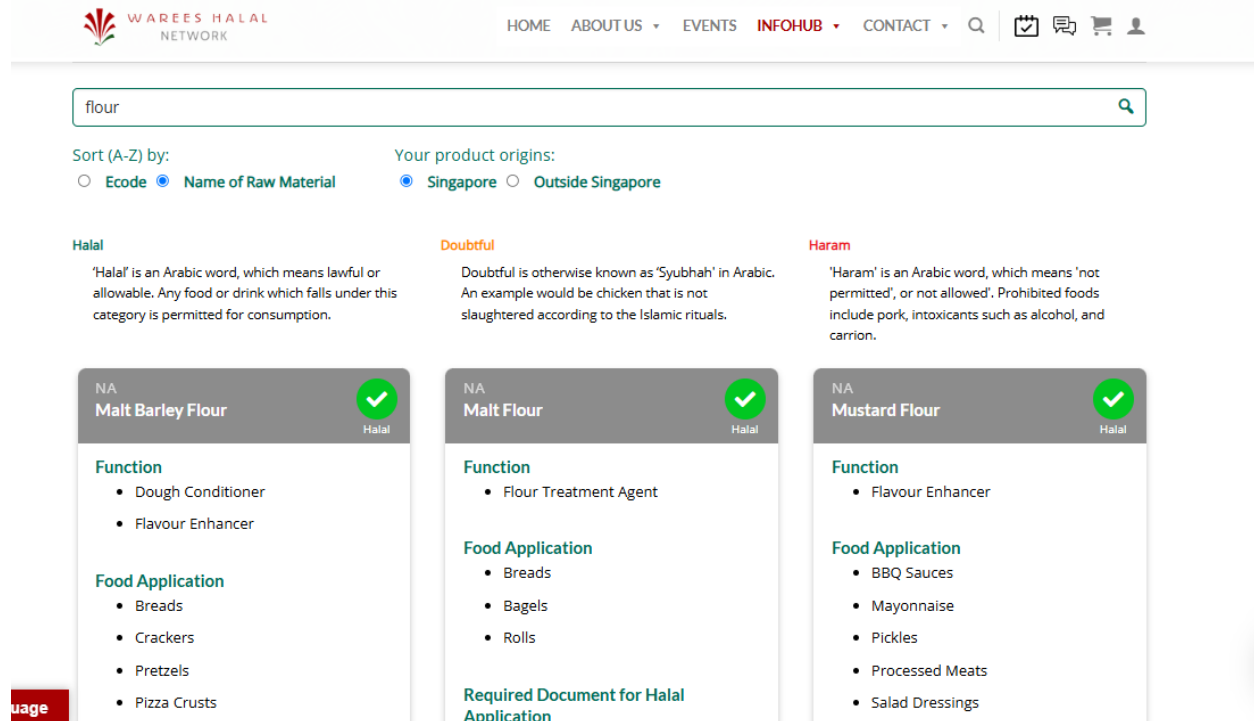 WAREES HALAL
NETWORK
HOME ABOUT US EVENTS INFOHUB CONTACT
flour
Sort (A-Z) by:
Ecode Name of Raw Material
Your product origins:
Singapore Outside Singapore
Halal
'Halal' is an Arabic word, which means lawful or
allowable. Any food or drink which falls under this
category is permitted for consumption.
Doubtful
Doubtful is otherwise known as 'Syubhah' in Arabic.
An example would be chicken that is not
slaughtered according to the Islamic rituals.
Haram
'Haram' is an Arabic word, which means 'not
permitted', or not allowed'. Prohibited foods
include pork, intoxicants such as alcohol, and
carrion.
NA
Malt Barley Flour
Halal
Function
• Dough Conditioner
• Flavour Enhancer
Food Application
• Breads
• Crackers
• Pretzels
• Pizza Crusts
NA
Malt Flour
Halal
Function
• Flour Treatment Agent
Food Application
• Breads
• Bagels
• Rolls
Required Document for Halal
Application
NA
Mustard Flour
Halal
Function
• Flavour Enhancer
Food Application
• BBQ Sauces
• Mayonnaise
• Pickles
• Processed Meats
• Salad Dressings
uage